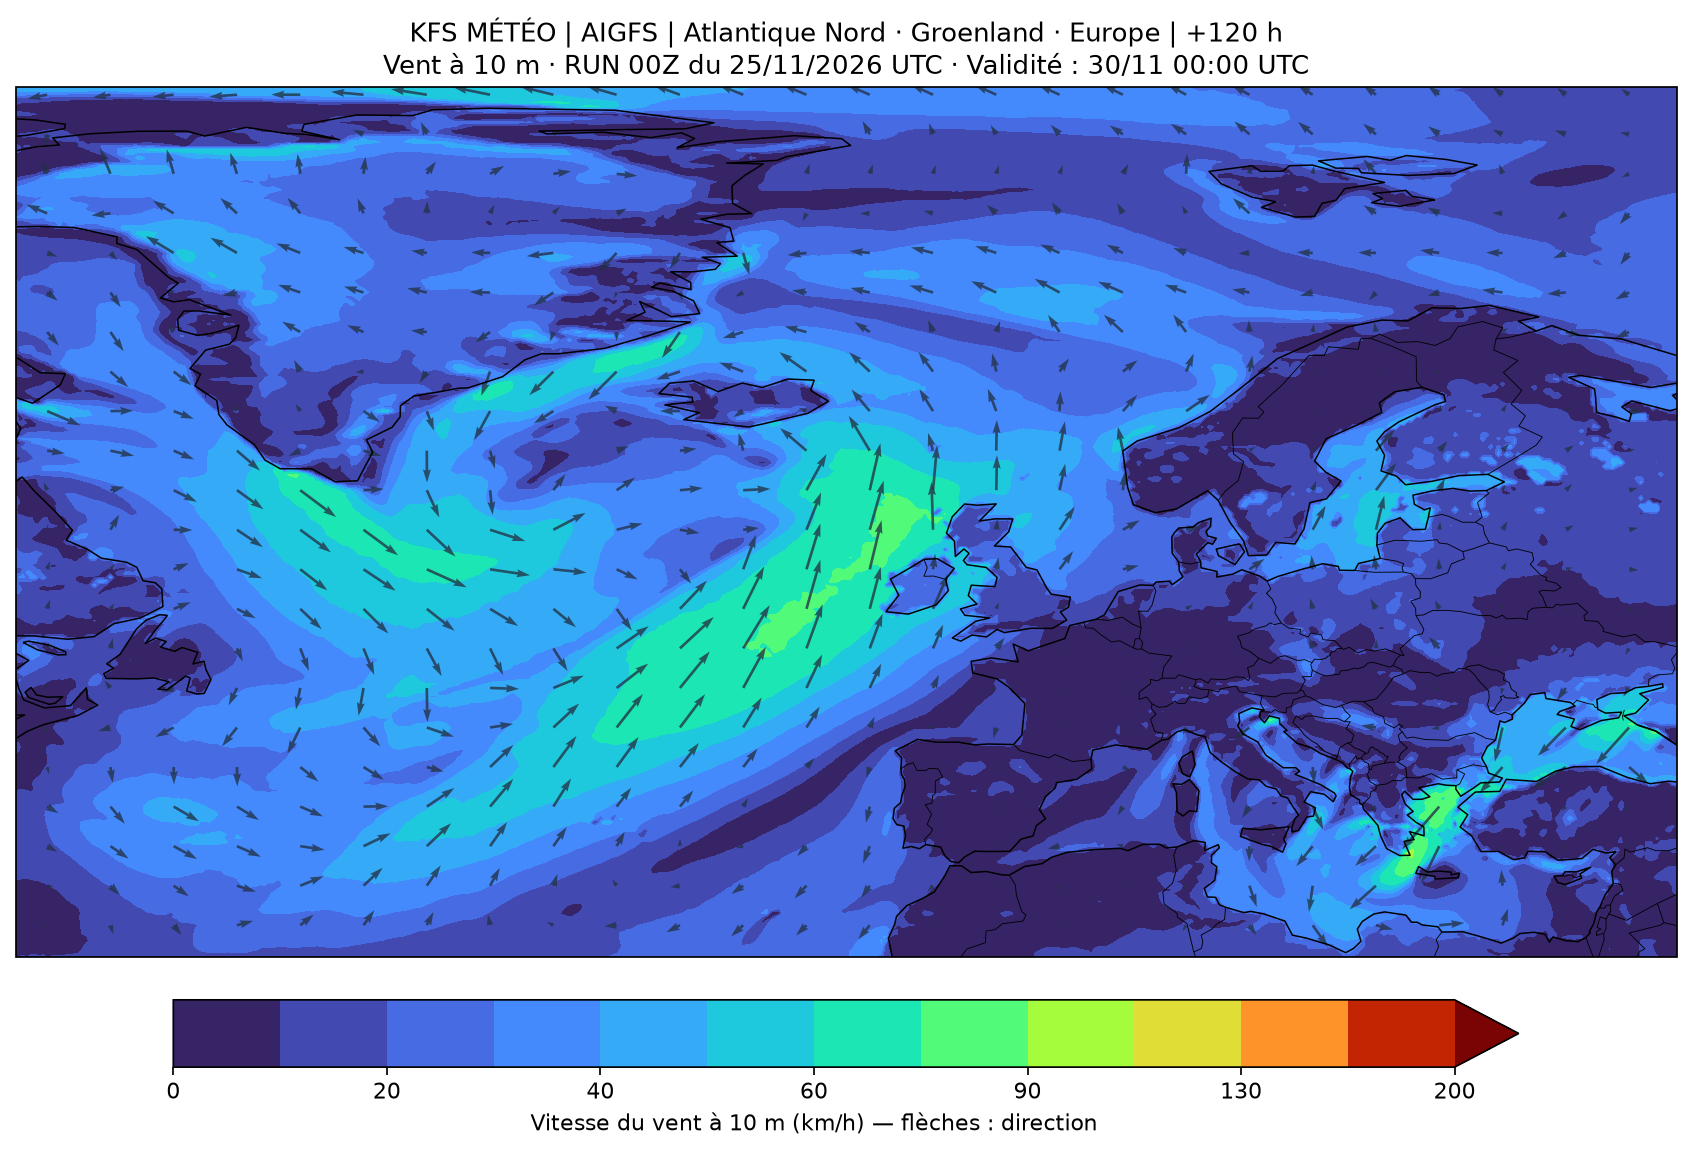 KFS MÉTÉO | AIGFS | Atlantique Nord · Groenland · Europe | +120 h
Vent à 10 m · RUN 00Z du 25/11/2026 UTC · Validité : 30/11 00:00 UTC
0 20 40 60 90 130 200
Vitesse du vent à 10 m (km/h) — flèches : direction